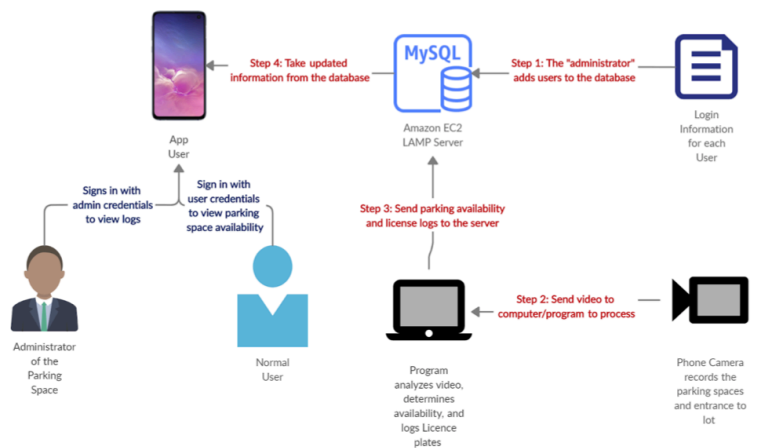 MySQL
Step 4: Take updated
information from the database
Step 1: The "administrator"
adds users to the database
App
User
Amazon EC2
LAMP Server
Login
Information
for each
User
Signs in with
admin credentials
to view logs
Sign in with
user credentials
to view parking
space availability
Step 3: Send parking availability
and license logs to the server
Step 2: Send video to
computer/program to process
Administrator
of the
Parking
Space
Normal
User
Program
analyzes video,
determines
availability, and
logs Licence
plates
Phone Camera
records the
parking spaces
and entrance to
lot